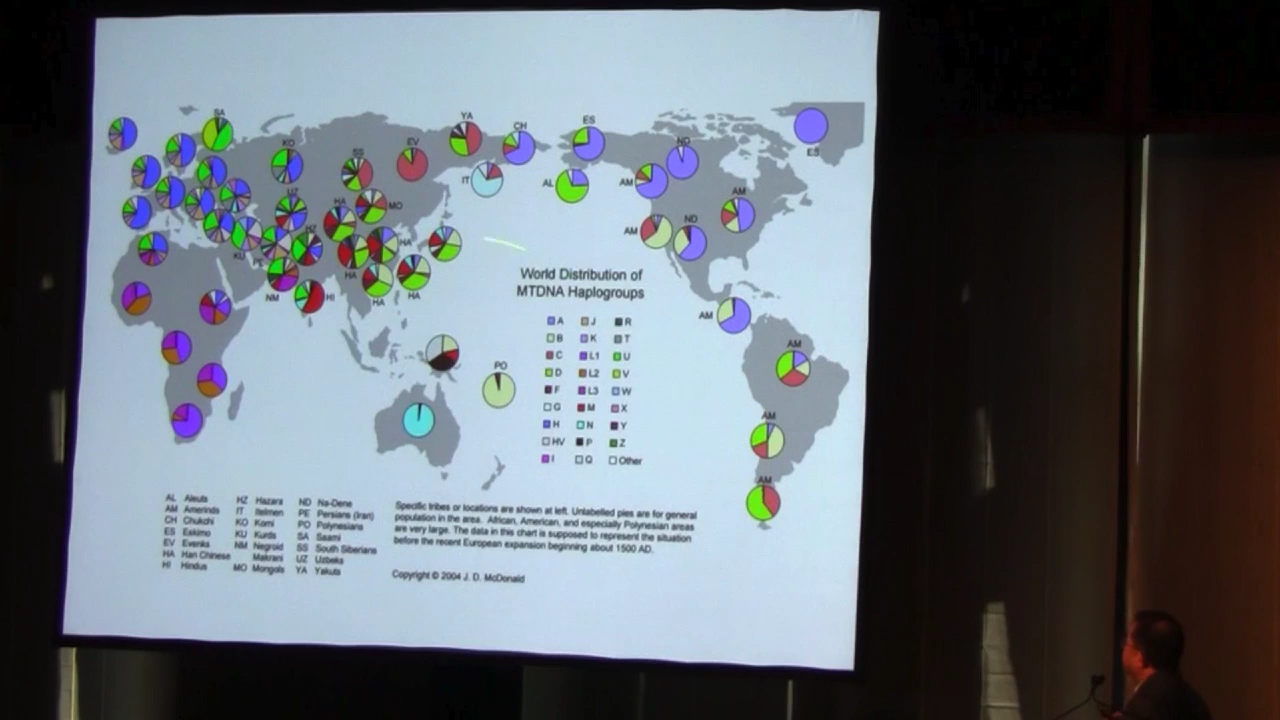 SA
YA
CH
ES
KO
SS
EV
ND
ES
IT
AL
AM
AM
UZ
HA
MO
AM
ND
HZ
HA
KU
PE
HA
NM
HI
HA
HA
World Distribution of
MTDNA Haplogroups
AM
A J R
B K T
C L1 U
D L2 V
F L3 W
G M X
H N Y
HV P Z
I Q Other
PO
AM
AM
AM
AL Aleuts
AM Amerinds
CH Chukchi
ES Eskimo
EV Evenks
HA Han Chinese
HI Hindus
HZ Hazara
IT Itelmen
KO Komi
KU Kurds
NM Negroid
Makrani
MO Mongols
ND Na-Dene
PE Persians (Iran)
PO Polynesians
SA Saami
SS South Siberians
UZ Uzbeks
YA Yakuts
Specific tribes or locations are shown at left. Unlabelled pies are for general
population in the area. African, American, and especially Polynesian areas
are very large. The data in this chart is supposed to represent the situation
before the recent European expansion beginning about 1500 AD.
Copyright © 2004 J. D. McDonald